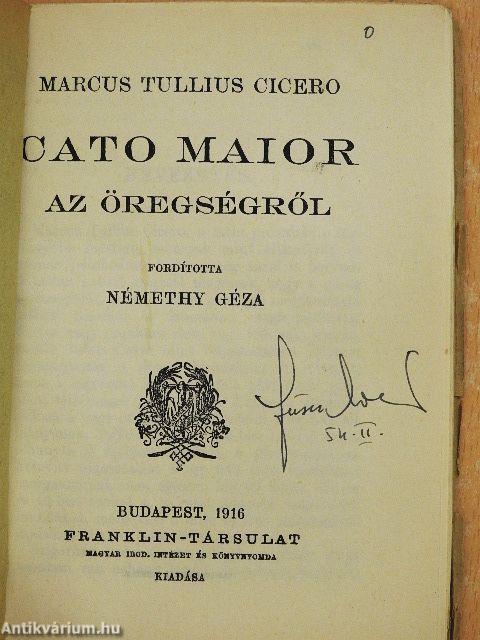 0
MARCUS TULLIUS CICERO
CATO MAIOR
AZ ÖREGSÉGRŐL
FORDÍTOTTA
NÉMETHY GÉZA
54. II.
BUDAPEST, 1916
FRANKLIN-TÁRSULAT
MAGYAR IROD. INTÉZET ÉS KÖNYVNYOMDA
KIADÁSA
Antikvárium.hu